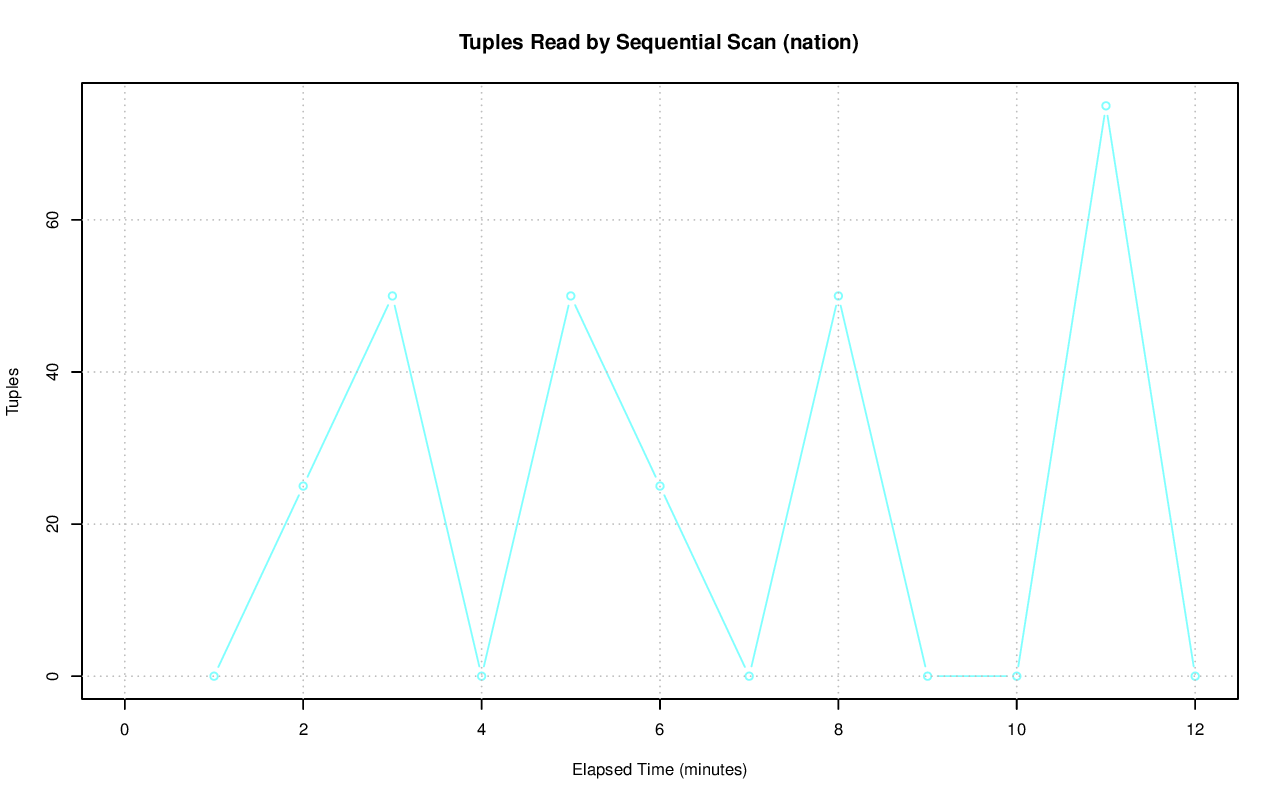 Tuples Read by Sequential Scan (nation)
Tuples
60
40
20
0
0 2 4 6 8 10 12
Elapsed Time (minutes)